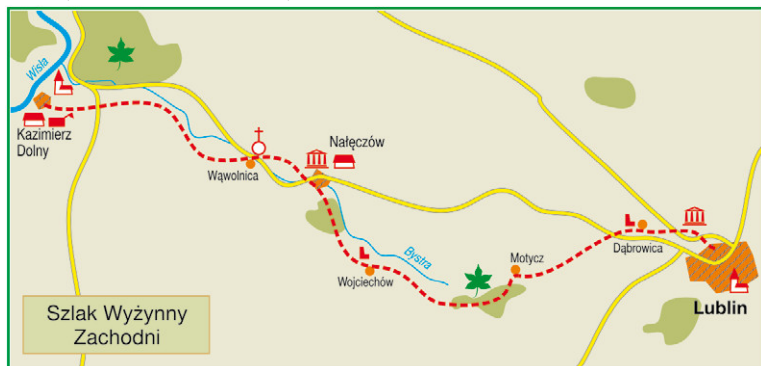 Wisła
Kazimierz
Dolny
Wąwolnica
Nałęczów
Bystra
Wojciechów
Motycz
Dąbrowica
Lublin
Szlak Wyżynny
Zachodni